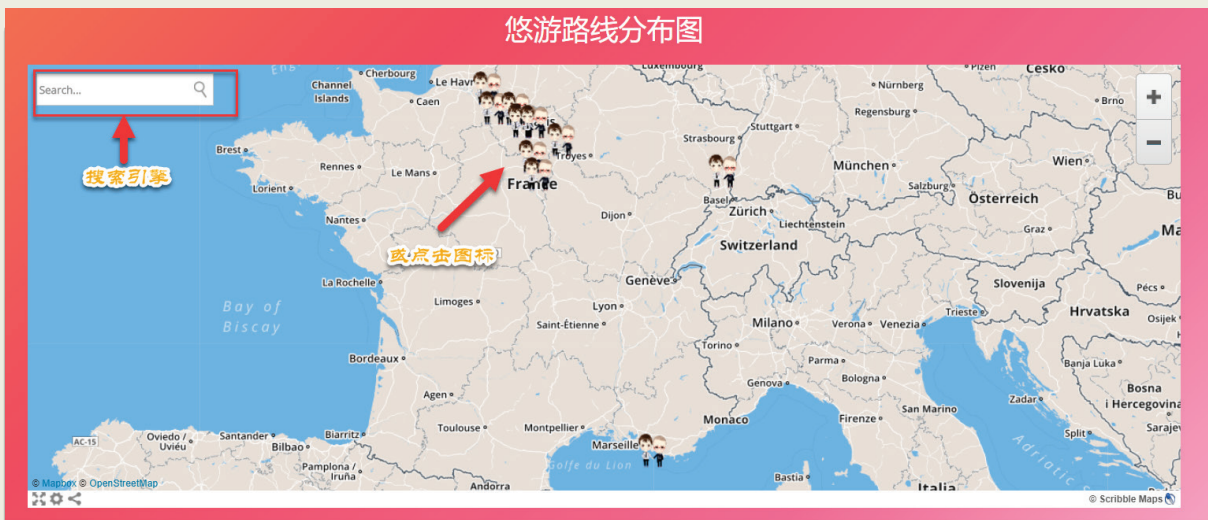 悠游路线分布图
Search...
搜索引擎
或点击图标
Channel
Islands
Cherbourg
Le Havr
Caen
Luxembourg
Plzen
Česko
Nürnberg
Brno
Regensburg
Stuttgart
Strasbourg
Brest
Rennes
Le Mans
Troyes
München
Wien
Lorient
France
Salzburg
Österreich
Basel
Zürich
Liechtenstein
Nantes
Dijon
Graz
Switzerland
La Rochelle
Genève
Slovenija
Pécs
Bay of
Biscay
Limoges
Lyon
Saint-Étienne
Milano
Verona
Venezia
Trieste
Hrvatska
Osijek
Torino
Bordeaux
Parma
Banja Luka
Genova
Bologna
Agen
Bosna
i Hercegovina
Zadar
San Marino
Monaco
Firenze
Toulouse
Montpellier
Split
Sarajev
AC-15
Oviedo /
Uviéu
Santander
Bilbao
Biarritz
Marseille
Golfe du Lion
Adriatic
Pamplona /
Iruña
Andorra
Bastia
Italia
© Mapbox © OpenStreetMap
© Scribble Maps